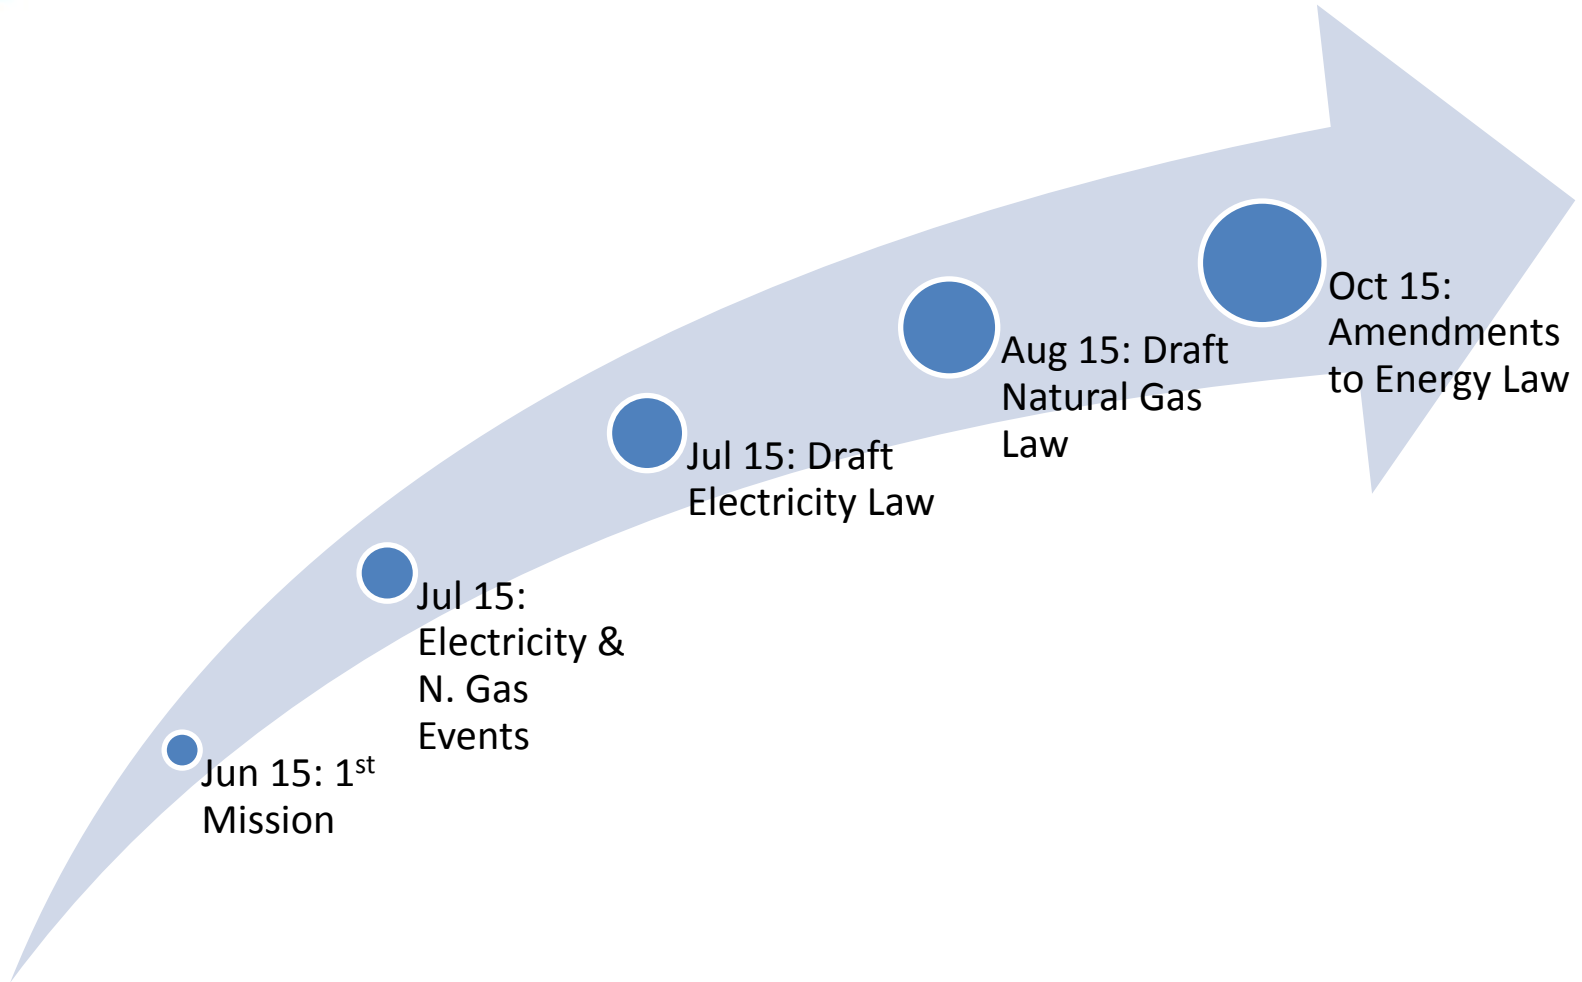 Jun 15: 1st
Mission
Jul 15:
Electricity &
N. Gas
Events
Jul 15: Draft
Electricity Law
Aug 15: Draft
Natural Gas
Law
Oct 15:
Amendments
to Energy Law